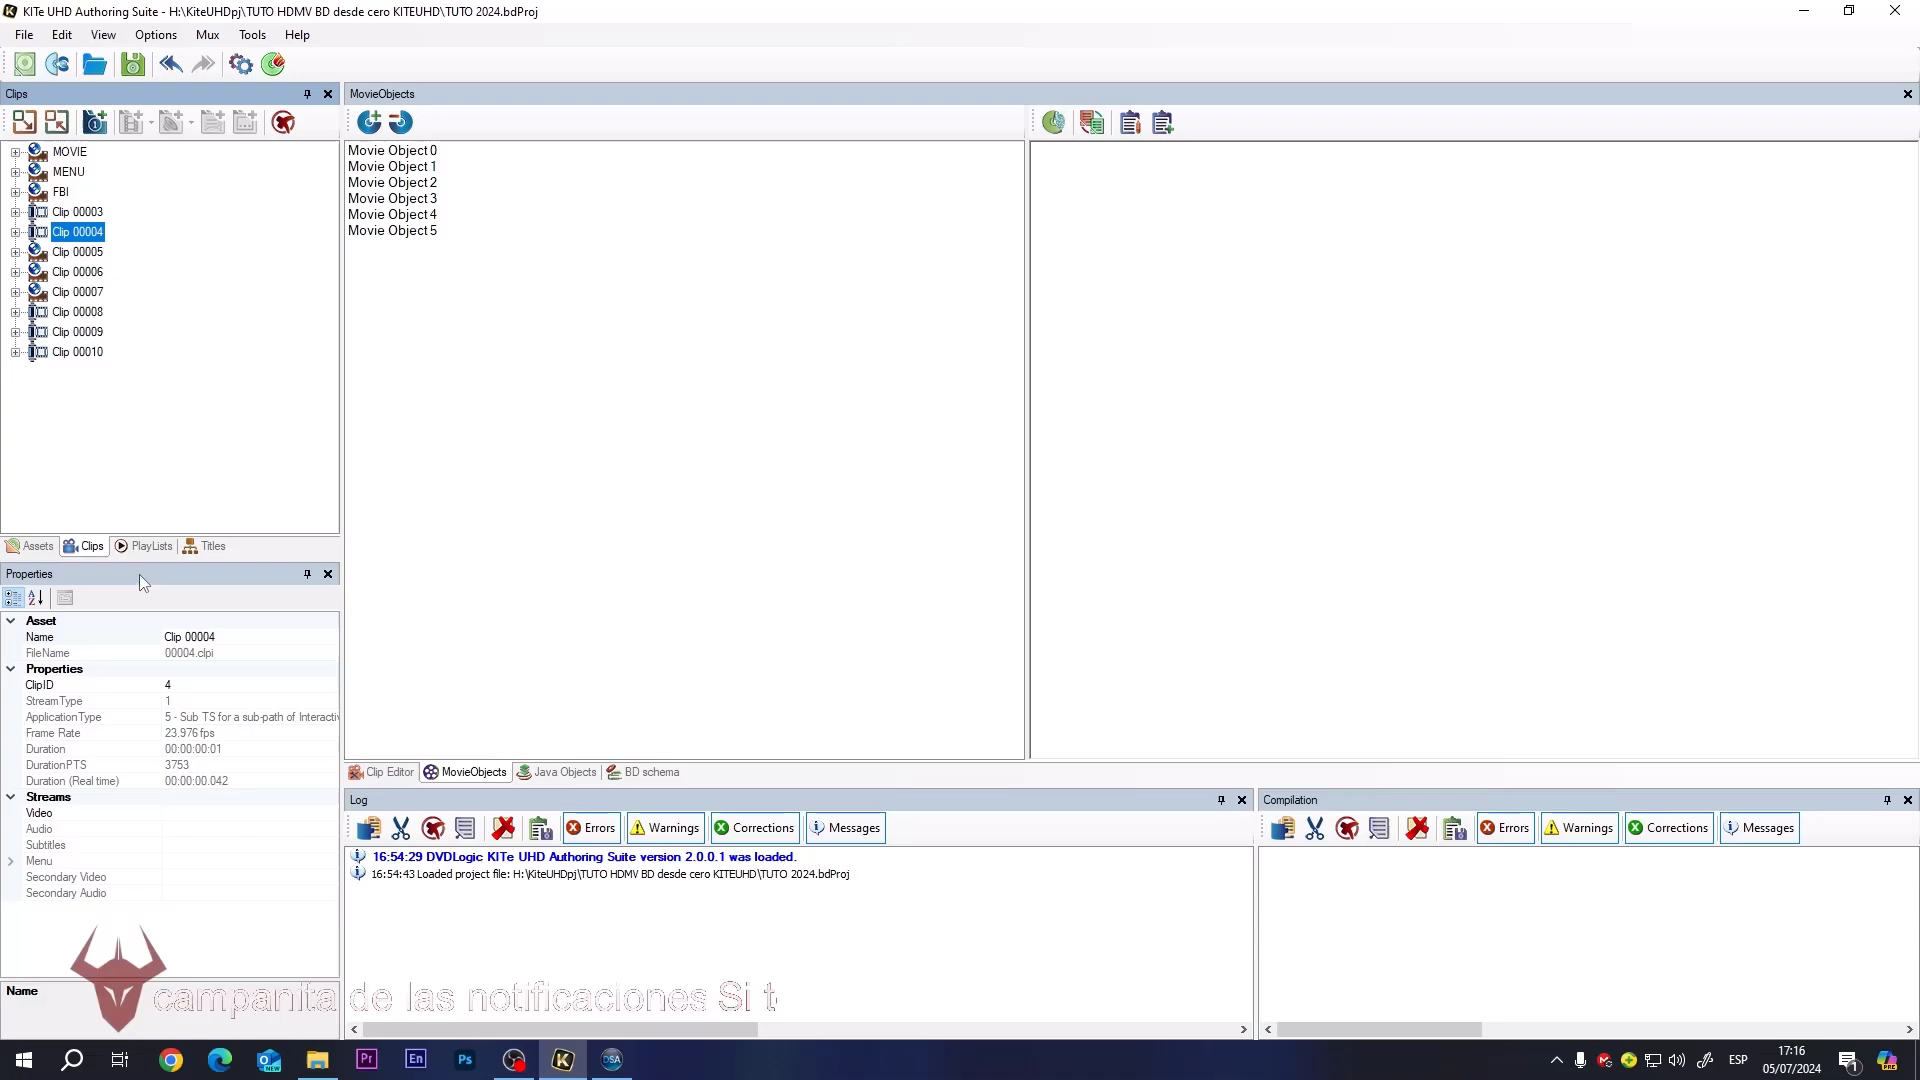 KITe UHD Authoring Suite - H:\KiteUHDpj\TUTO HDMV BD desde cero KITEUHD\TUTO 2024.bdProj
File Edit View Options Mux Tools Help
Clips
MovieObjects
MOVIE
MENU
FBI
Clip 00003
Clip 00004
Clip 00005
Clip 00006
Clip 00007
Clip 00008
Clip 00009
Clip 00010
Movie Object 0
Movie Object 1
Movie Object 2
Movie Object 3
Movie Object 4
Movie Object 5
Assets Clips PlayLists Titles
Properties
Asset
Name Clip 00004
FileName 00004.clpi
Properties
ClipID 4
StreamType 1
ApplicationType 5 - Sub TS for a sub-path of Interacti
Frame Rate 23.976 fps
Duration 00:00:00:01
DurationPTS 3753
Duration (Real time) 00:00:00.042
Streams
Video
Audio
Subtitles
Menu
Secondary Video
Secondary Audio
Name
Clip Editor MovieObjects Java Objects BD schema
Log
Errors Warnings Corrections Messages
16:54:29 DVDLogic KITe UHD Authoring Suite version 2.0.0.1 was loaded.
16:54:43 Loaded project file: H:\KiteUHDpj\TUTO HDMV BD desde cero KITEUHD\TUTO 2024.bdProj
Compilation
Errors Warnings Corrections Messages
campanita de las notificaciones Si t
NEW
Pr
En
Ps
K
DSA
ESP
17:16
05/07/2024
1
PRE